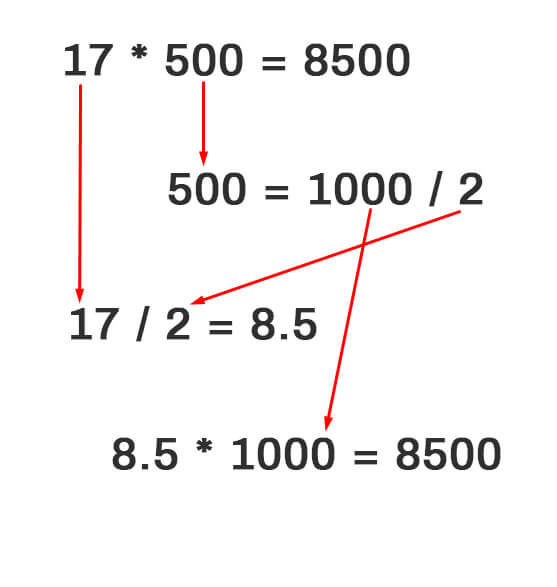 17 * 500 = 8500
500 = 1000 / 2
17 / 2 = 8.5
8.5 * 1000 = 8500